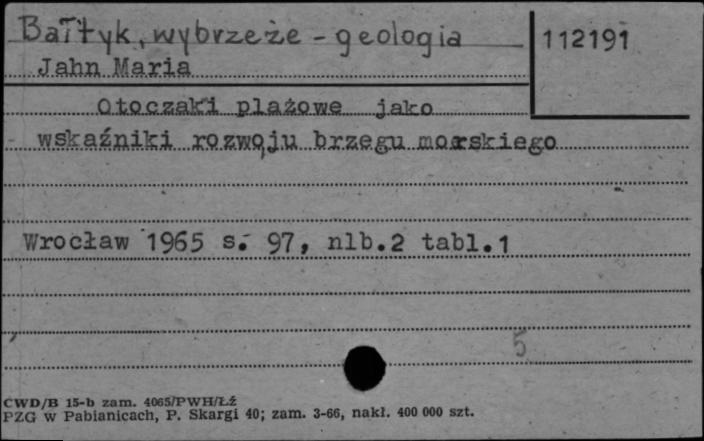 Bałtyk, wybrzeże - geologia
112191
Jahn Maria
Otoczaki plażowe jako
wskaźniki rozwoju brzegu morskiego
Wrocław 1965 s. 97, nlb.2 tabl.1
5
CWD/B 15-b zam. 4065/PWH/Łź
PZG w Pabianicach, P. Skargi 40; zam. 3-66, nakł. 400 000 szt.